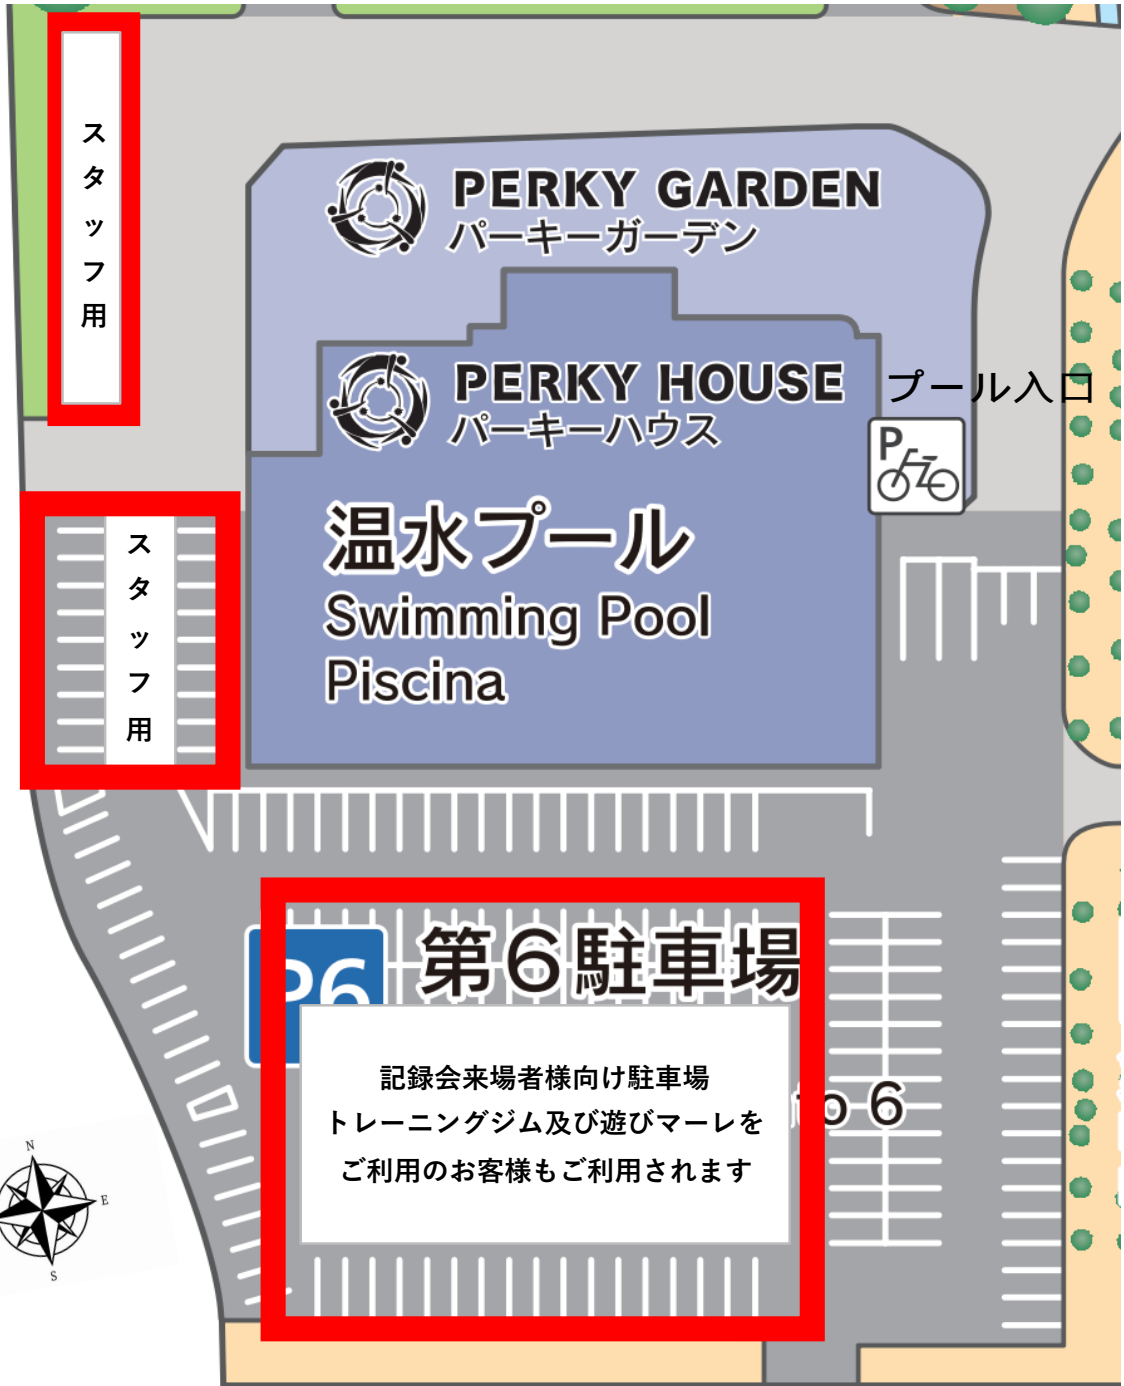 スタッフ用
PERKY GARDEN
パーキーガーデン
PERKY HOUSE
パーキーハウス
プール入口
P
温水プール
Swimming Pool
Piscina
スタッフ用
P6
第6駐車場
記録会来場者様向け駐車場
トレーニングジム及び遊びマーレを
ご利用のお客様もご利用されます
o 6
N
E
S